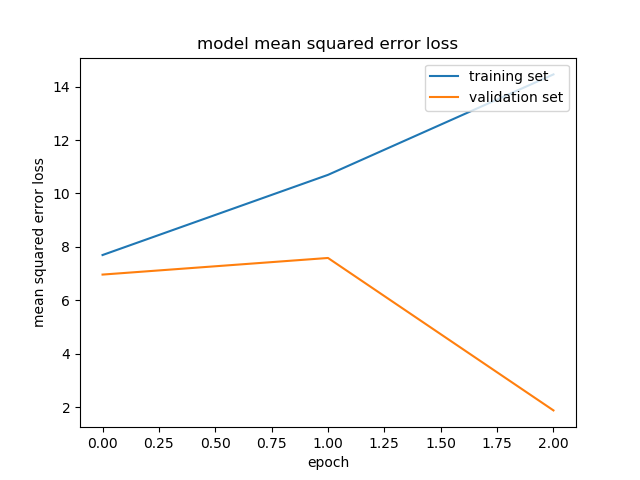 model mean squared error loss
training set
validation set
14
12
10
8
6
4
2
mean squared error loss
0.00 0.25 0.50 0.75 1.00 1.25 1.50 1.75 2.00
epoch